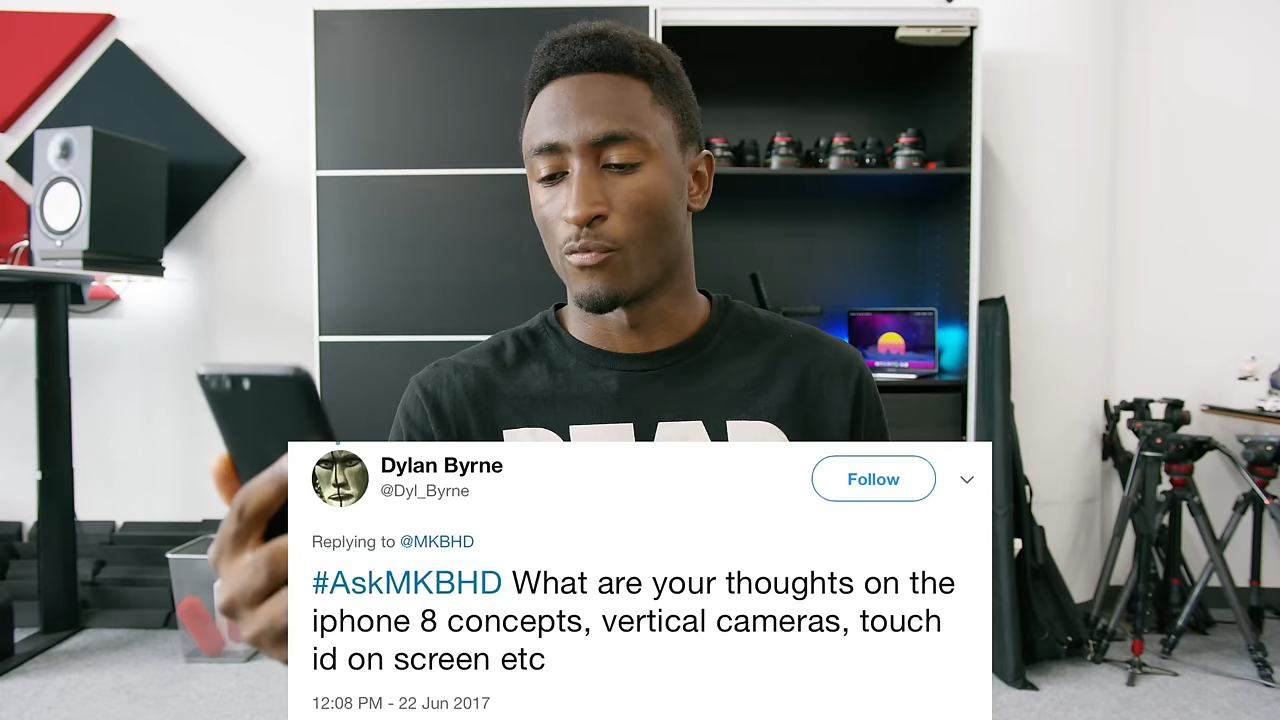 Dylan Byrne
@Dyl_Byrne
Follow
Replying to @MKBHD
#AskMKBHD What are your thoughts on the
iphone 8 concepts, vertical cameras, touch
id on screen etc
12:08 PM - 22 Jun 2017